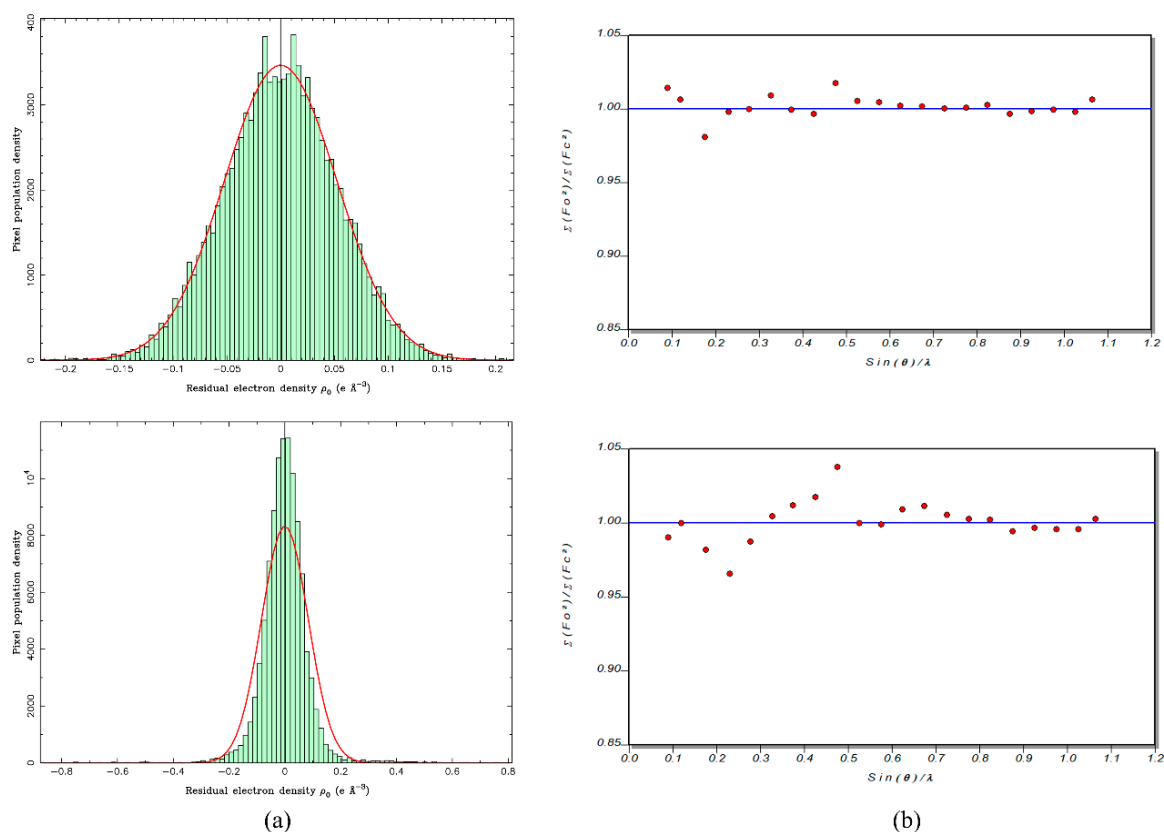 400
3000
2000
1000
0
Pixel population density
−0.2 −0.15 −0.1 −0.05 0 0.05 0.1 0.15 0.2
Residual electron density ρ₀ (e Å⁻³)
1.05
1.00
0.95
0.90
0.85
Σ(Fo²)/Σ(Fc²)
0.0 0.1 0.2 0.3 0.4 0.5 0.6 0.7 0.8 0.9 1.0 1.1 1.2
Sin(θ)/λ
10⁴
8000
6000
4000
2000
0
Pixel population density
−0.8 −0.6 −0.4 −0.2 0 0.2 0.4 0.6 0.8
Residual electron density ρ₀ (e Å⁻³)
1.05
1.00
0.95
0.90
0.85
Σ(Fo²)/Σ(Fc²)
0.0 0.1 0.2 0.3 0.4 0.5 0.6 0.7 0.8 0.9 1.0 1.1 1.2
Sin(θ)/λ
(a)
(b)